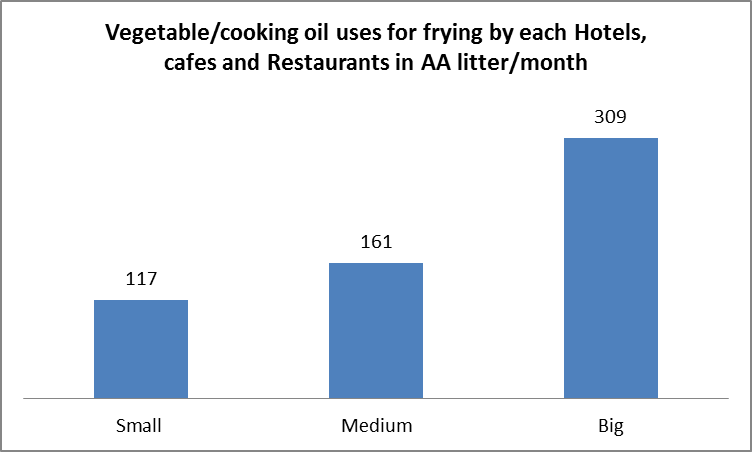 Vegetable/cooking oil uses for frying by each Hotels,
cafes and Restaurants in AA litter/month
309
161
117
Small Medium Big